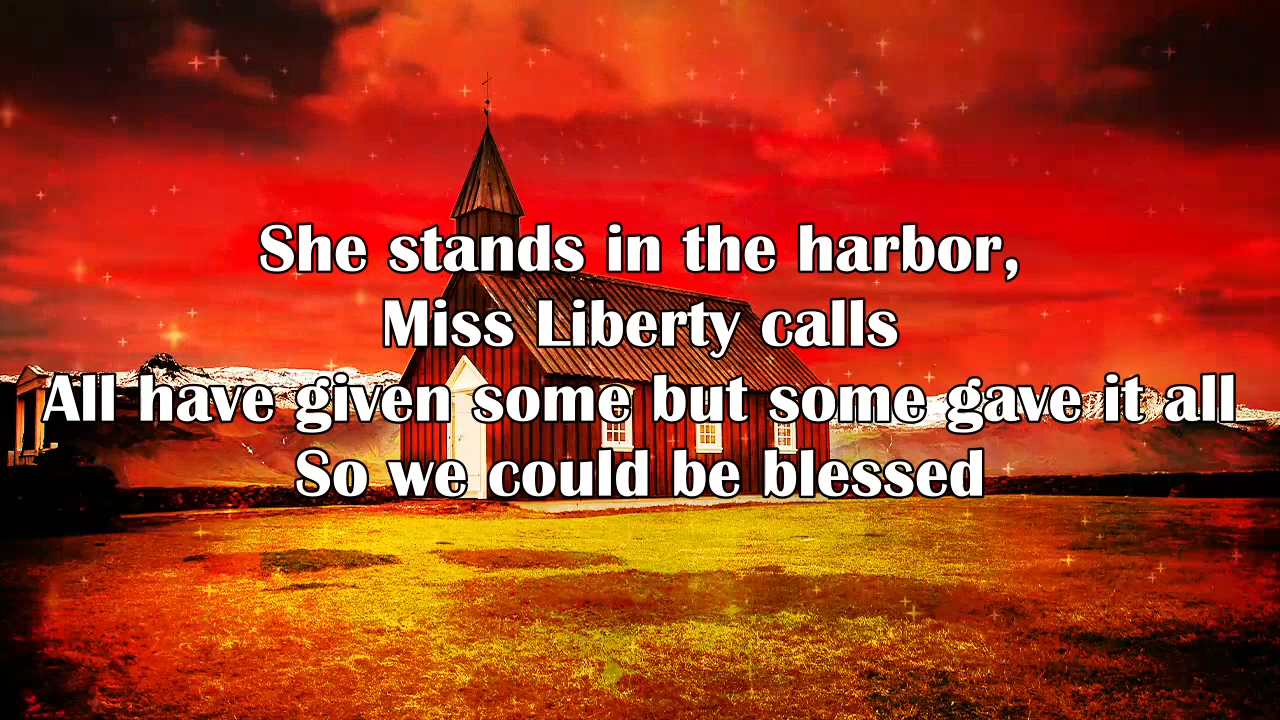 She stands in the harbor,
Miss Liberty calls
All have given some but some gave it all
So we could be blessed